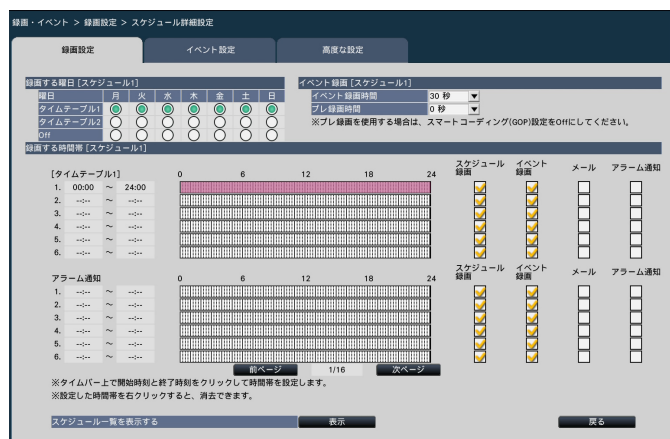 録画・イベント > 録画設定 > スケジュール詳細設定
録画設定 イベント設定 高度な設定
録画する曜日 [スケジュール1]
曜日 月 火 水 木 金 土 日
タイムテーブル1
タイムテーブル2
Off
イベント録画 [スケジュール1]
イベント録画時間 30 秒 ▼
プレ録画時間 0 秒 ▼
※プレ録画を使用する場合は、スマートコーディング(GOP)設定をOffにしてください。
録画する時間帯 [スケジュール1]
[タイムテーブル1] 0 6 12 18 24 スケジュール録画 イベント録画 メール アラーム通知
1. 00:00 ～ 24:00
2. --:-- ～ --:--
3. --:-- ～ --:--
4. --:-- ～ --:--
5. --:-- ～ --:--
6. --:-- ～ --:--
アラーム通知 0 6 12 18 24 スケジュール録画 イベント録画 メール アラーム通知
1. --:-- ～ --:--
2. --:-- ～ --:--
3. --:-- ～ --:--
4. --:-- ～ --:--
5. --:-- ～ --:--
6. --:-- ～ --:--
前ページ 1/16 次ページ
※タイムバー上で開始時刻と終了時刻をクリックして時間帯を設定します。
※設定した時間帯を右クリックすると、消去できます。
スケジュール一覧を表示する 表示 戻る